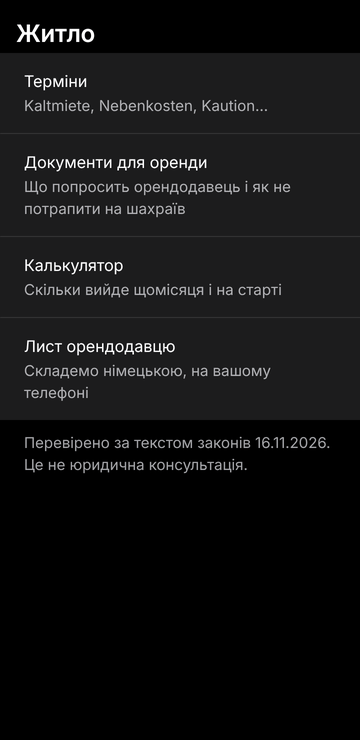 Житло
Терміни
Kaltmiete, Nebenkosten, Kaution...
Документи для оренди
Що попросить орендодавець і як не
потрапити на шахраїв
Калькулятор
Скільки вийде щомісяця і на старті
Лист орендодавцю
Складемо німецькою, на вашому
телефоні
Перевірено за текстом законів 16.11.2026.
Це не юридична консультація.